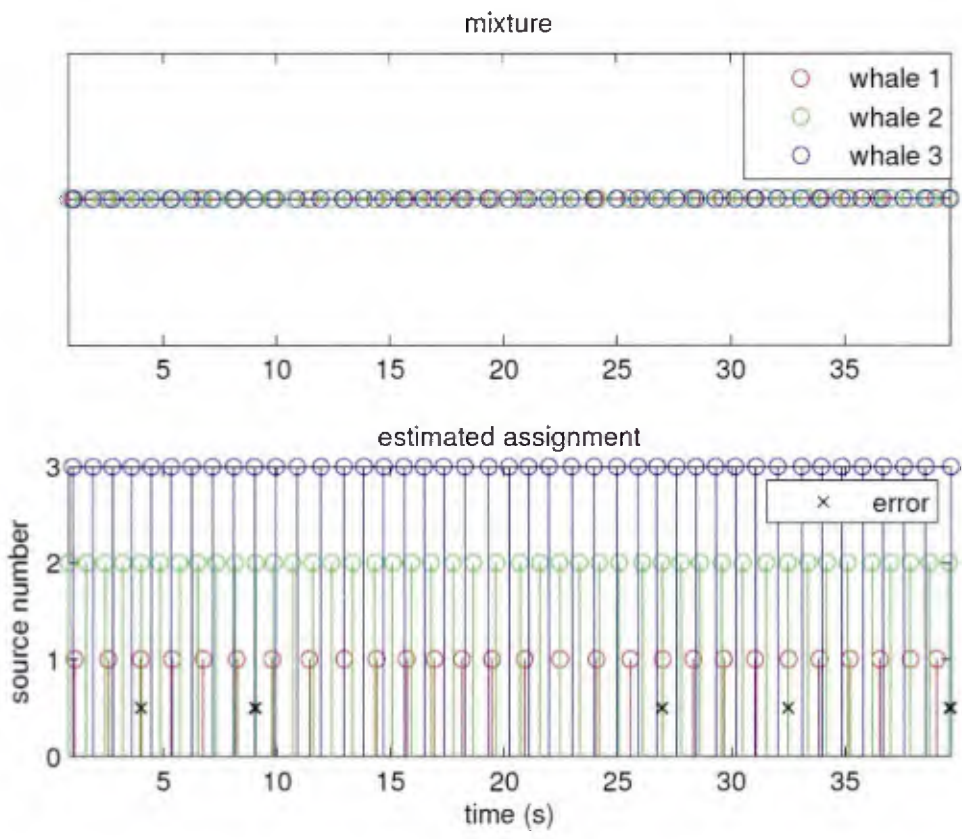 mixture
whale 1
whale 2
whale 3
5 10 15 20 25 30 35
estimated assignment
error
source number
3
2
1
0
5 10 15 20 25 30 35
time (s)